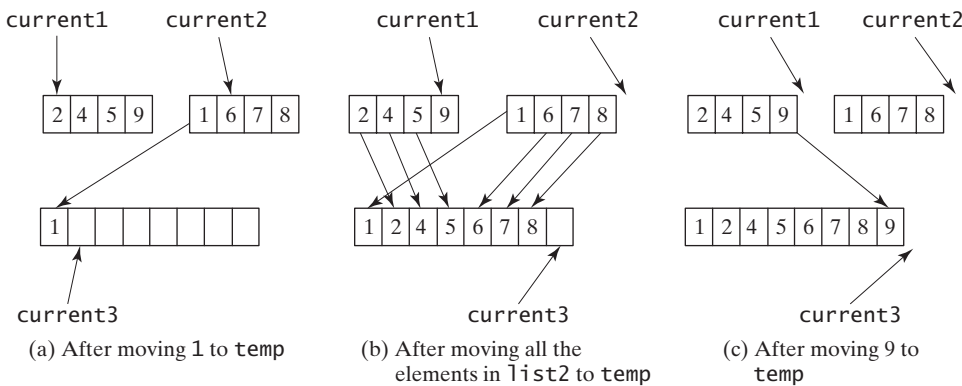 current1 current2 current1 current2 current1 current2
2 4 5 9 1 6 7 8 2 4 5 9 1 6 7 8 2 4 5 9 1 6 7 8
1 1 2 4 5 6 7 8 1 2 4 5 6 7 8 9
current3 current3 current3
(a) After moving 1 to temp
(b) After moving all the
elements in list2 to temp
(c) After moving 9 to
temp